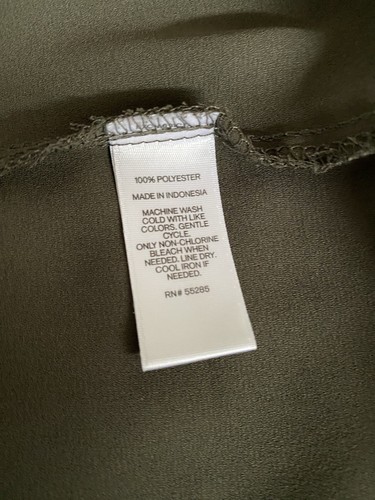 100% POLYESTER
MADE IN INDONESIA
MACHINE WASH
COLD WITH LIKE
COLORS. GENTLE
CYCLE.
ONLY NON-CHLORINE
BLEACH WHEN
NEEDED. LINE DRY.
COOL IRON IF
NEEDED.
RN# 55285